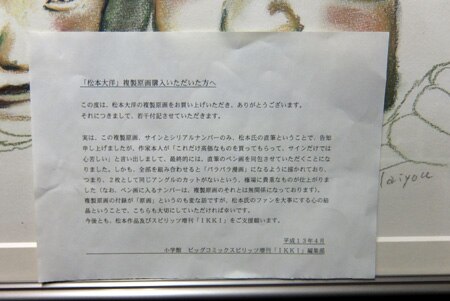 「松本大洋」複製原画購入いただいた方へ
この度は、松本大洋の複製原画をお買い上げいただき、ありがとうございます。
それにつきまして、若干付記させていただきます。
実は、この複製原画、サインとシリアルナンバーのみ、松本氏の直筆ということで、告知
申し上げましたが、作家本人が「これだけ高価なものを買ってもらって、サインだけでは
心苦しい」と言い出しまして、最終的には、直筆のペン画を同包させていただくことにな
りました。しかも、全部を組み合わせると「パラパラ漫画」になるように描かれており、
つまり、2枚として同じアングルのカットがないという、極端に貴重なものが仕上がりま
した（なお、ペン画に入るナンバーは、複製原画のそれとは無関係になっております）。
複製原画の付録が「原画」というのも変な話ですが、松本氏のファンを大事にする心の結
晶ということで、こちらも大切にしていただければ幸いです。
今後とも、松本作品及びスピリッツ増刊「IKKI」をご支援願います。
平成13年4月
小学館 ビッグコミックスピリッツ増刊「IKKI」編集部
Taiyou